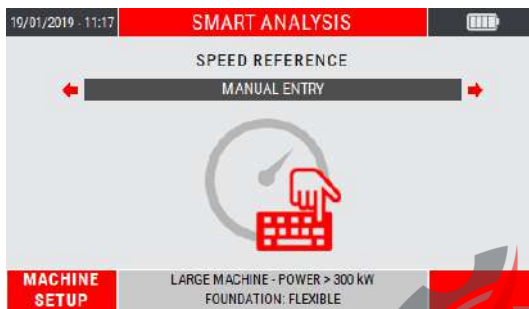 19/01/2019 - 11:17 SMART ANALYSIS
SPEED REFERENCE
MANUAL ENTRY
MACHINE SETUP
LARGE MACHINE - POWER > 300 kW
FOUNDATION: FLEXIBLE